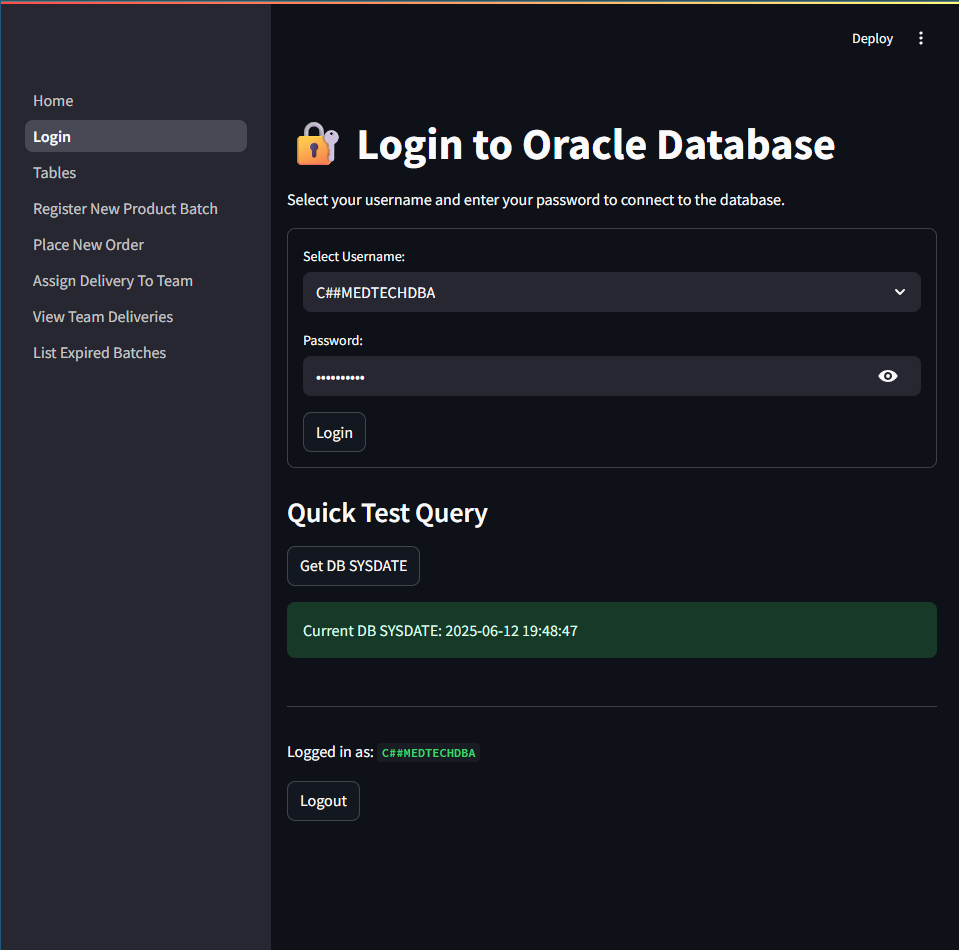 Deploy
Home
Login
Tables
Register New Product Batch
Place New Order
Assign Delivery To Team
View Team Deliveries
List Expired Batches
Login to Oracle Database
Select your username and enter your password to connect to the database.
Select Username:
C##MEDTECHDBA
Password:
••••••••••
Login
Quick Test Query
Get DB SYSDATE
Current DB SYSDATE: 2025-06-12 19:48:47
Logged in as: C##MEDTECHDBA
Logout